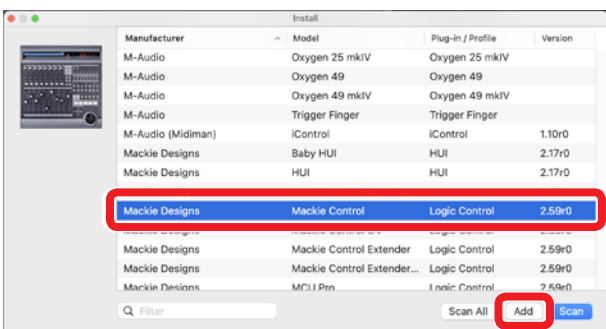 Install
Manufacturer Model Plug-in / Profile Version
M-Audio Oxygen 25 mkIV Oxygen 25 mkIV
M-Audio Oxygen 49 Oxygen 49
M-Audio Oxygen 49 mkIV Oxygen 49 mkIV
M-Audio Trigger Finger Trigger Finger
M-Audio (Midiman) iControl iControl 1.10r0
Mackie Designs Baby HUI HUI 2.17r0
Mackie Designs HUI HUI 2.17r0
Mackie Designs Mackie Control Logic Control 2.59r0
Mackie Designs Mackie Control Extender Logic Control 2.59r0
Mackie Designs Mackie Control Extender... Logic Control 2.59r0
Mackie Designs MCU Pro Logic Control 2.59r0
Filter Scan All Add Scan